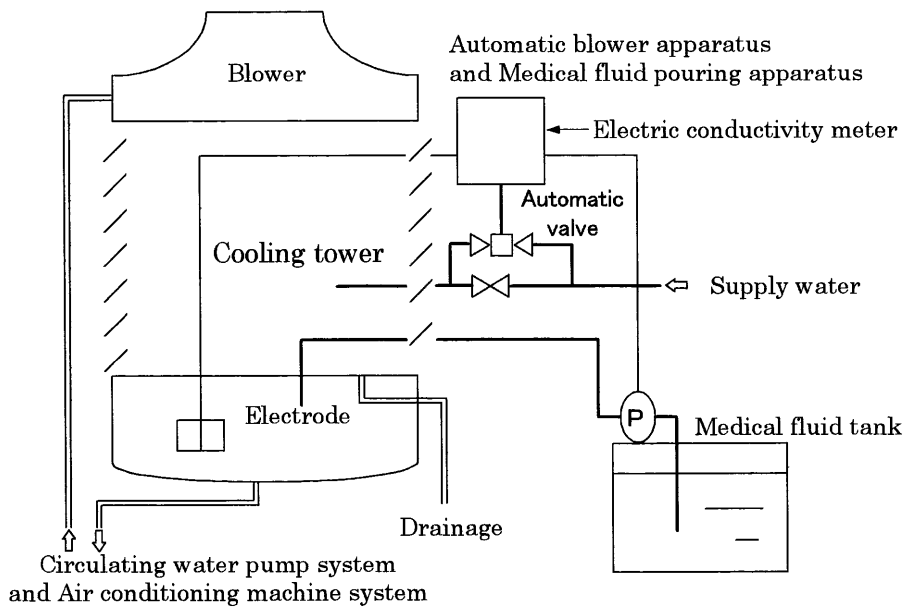 Blower
Automatic blower apparatus
and Medical fluid pouring apparatus
Electric conductivity meter
Automatic
valve
Cooling tower
Supply water
Electrode
P
Medical fluid tank
Drainage
Circulating water pump system
and Air conditioning machine system